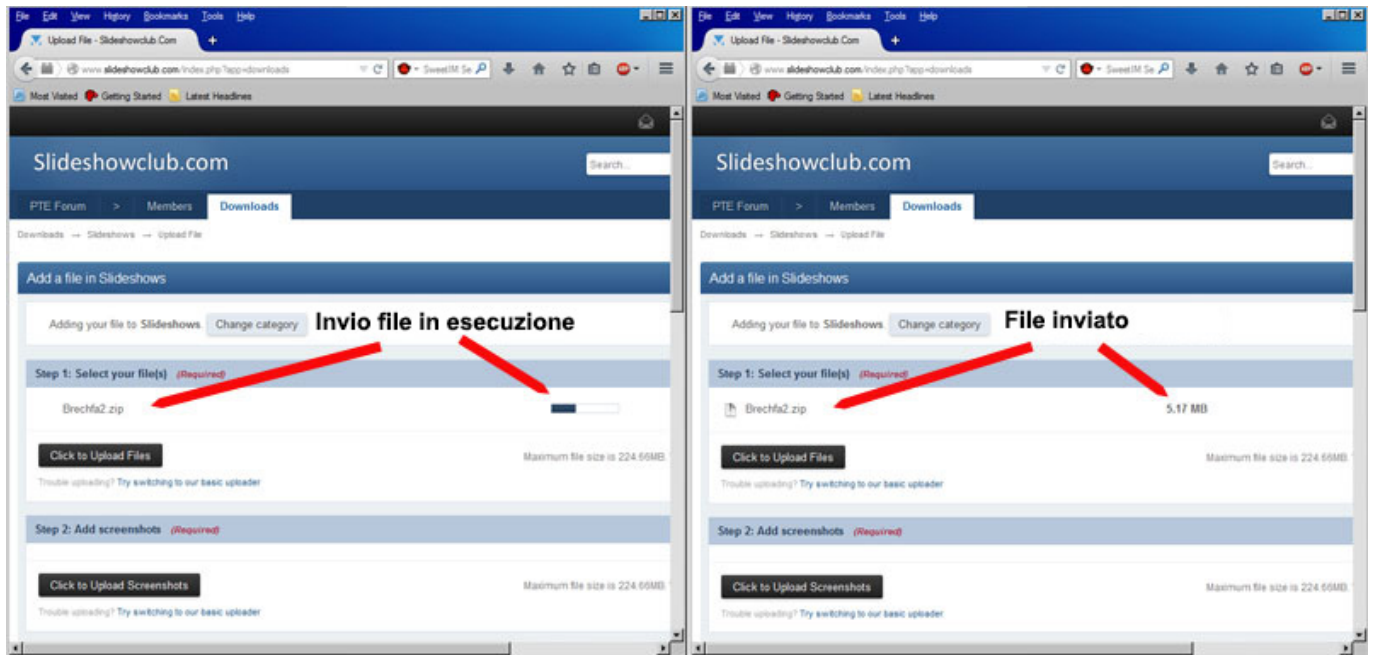 File Edit View History Bookmarks Tools Help
Upload File - Slideshowclub.Com +
www.slideshowclub.com/index.php?app=downloads
SweetIM Se
Most Visited Getting Started Latest Headlines
Slideshowclub.com
Search...
PTE Forum > Members Downloads
Downloads → Slideshows → Upload File
Add a file in Slideshows
Adding your file to Slideshows. Change category
Invio file in esecuzione
Step 1: Select your file(s) (Required)
Brechfa2.zip
Click to Upload Files
Maximum file size is 224.66MB.
Trouble uploading? Try switching to our basic uploader
Step 2: Add screenshots (Required)
Click to Upload Screenshots
Maximum file size is 224.66MB.
Trouble uploading? Try switching to our basic uploader
File Edit View History Bookmarks Tools Help
Upload File - Slideshowclub.Com +
www.slideshowclub.com/index.php?app=downloads
SweetIM Se
Most Visited Getting Started Latest Headlines
Slideshowclub.com
Search...
PTE Forum > Members Downloads
Downloads → Slideshows → Upload File
Add a file in Slideshows
Adding your file to Slideshows. Change category
File inviato
Step 1: Select your file(s) (Required)
Brechfa2.zip 5.17 MB
Click to Upload Files
Maximum file size is 224.66MB.
Trouble uploading? Try switching to our basic uploader
Step 2: Add screenshots (Required)
Click to Upload Screenshots
Maximum file size is 224.66MB.
Trouble uploading? Try switching to our basic uploader